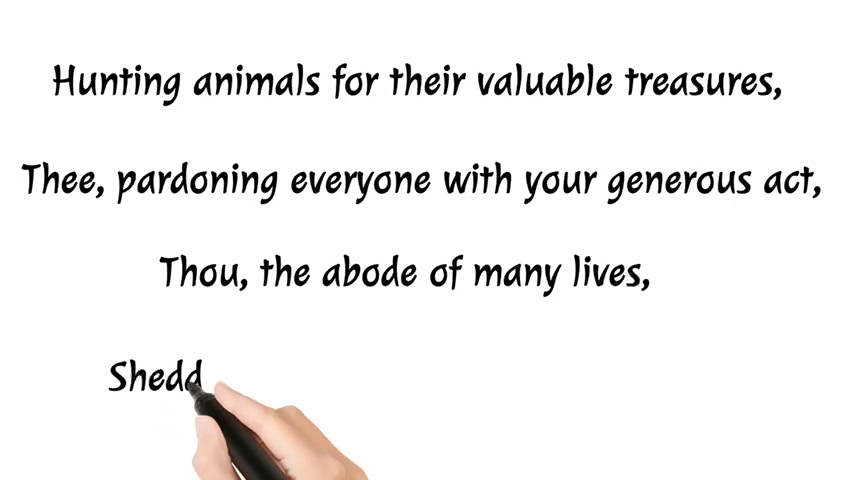 Hunting animals for their valuable treasures,
Thee, pardoning everyone with your generous act,
Thou, the abode of many lives,
Shedd